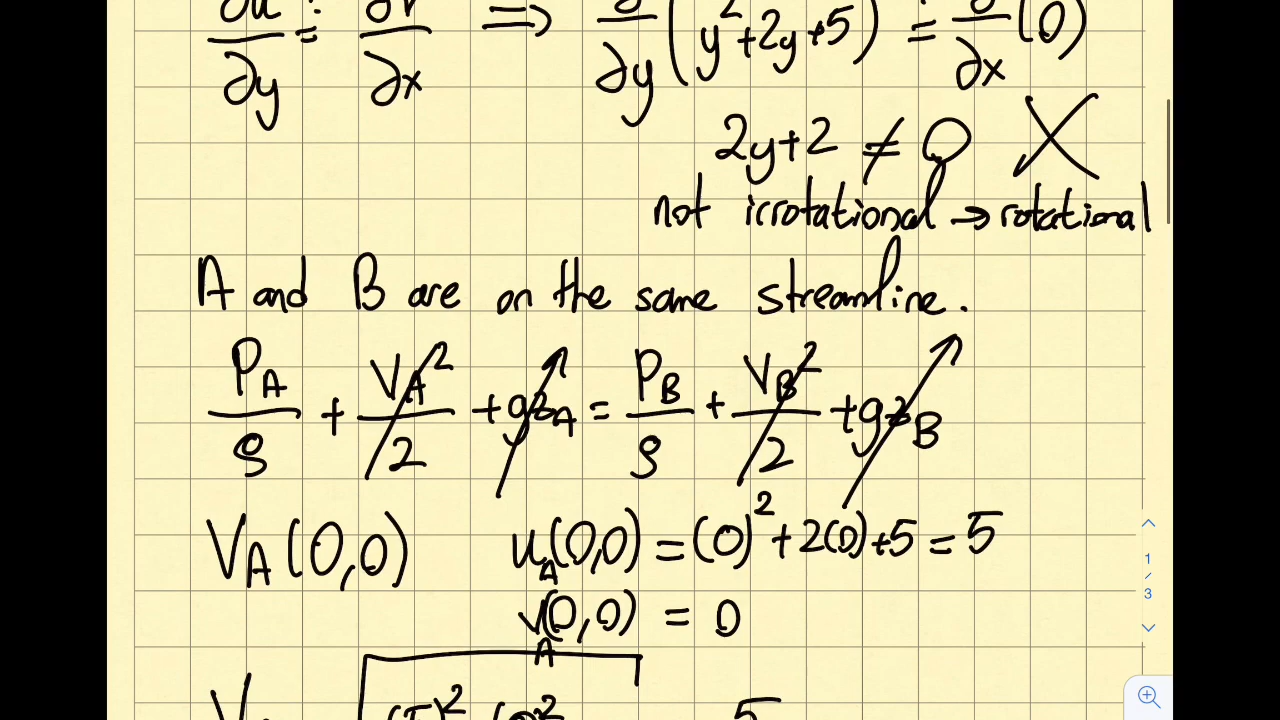 ∂u/∂y ?= ∂v/∂x ⟹ ∂/∂y (y²+2y+5) ?= ∂/∂x (0)
2y+2 ≠ 0 X
not irrotational → rotational
A and B are on the same streamline.
P_A/ρ + V_A²/2 + gz_A = P_B/ρ + V_B²/2 + gz_B
V_A(0,0) u_A(0,0) = (0)² + 2(0) + 5 = 5
v_A(0,0) = 0
1
/
3